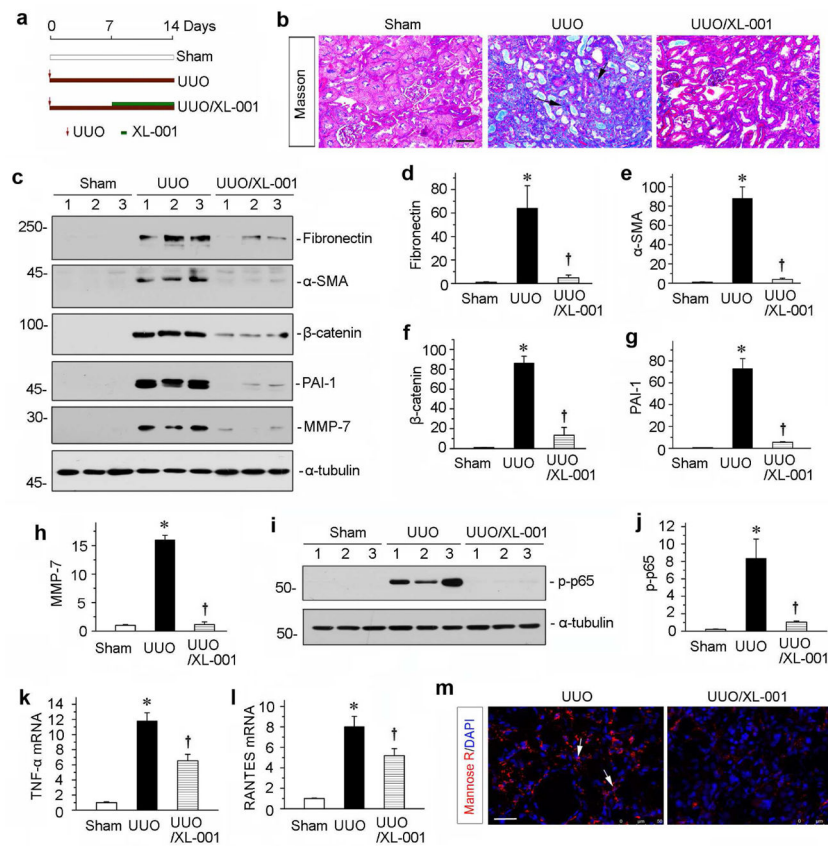 a
0 7 14 Days
Sham
UUO
UUO/XL-001
UUO XL-001
b
Sham UUO UUO/XL-001
Masson
c
Sham UUO UUO/XL-001
1 2 3 1 2 3 1 2 3
250-
- Fibronectin
45-
- α-SMA
100-
- β-catenin
45-
- PAI-1
30-
- MMP-7
- α-tubulin
45-
d
Fibronectin
80
60
40
20
0
*
†
Sham UUO UUO
/XL-001
e
α-SMA
100
80
60
40
20
0
*
†
Sham UUO UUO
/XL-001
f
β-catenin
100
80
60
40
20
0
*
†
Sham UUO UUO
/XL-001
g
PAI-1
100
80
60
40
20
0
*
†
Sham UUO UUO
/XL-001
h
MMP-7
15
10
5
0
*
†
Sham UUO UUO
/XL-001
i
Sham UUO UUO/XL-001
1 2 3 1 2 3 1 2 3
50-
- p-p65
50-
- α-tubulin
j
p-p65
12
10
8
6
4
2
0
*
†
Sham UUO UUO
/XL-001
k
TNF-α mRNA
14
12
10
8
6
4
2
0
*
†
Sham UUO UUO
/XL-001
l
RANTES mRNA
10
8
6
4
2
0
*
†
Sham UUO UUO
/XL-001
m
UUO UUO/XL-001
Mannose R/DAPI